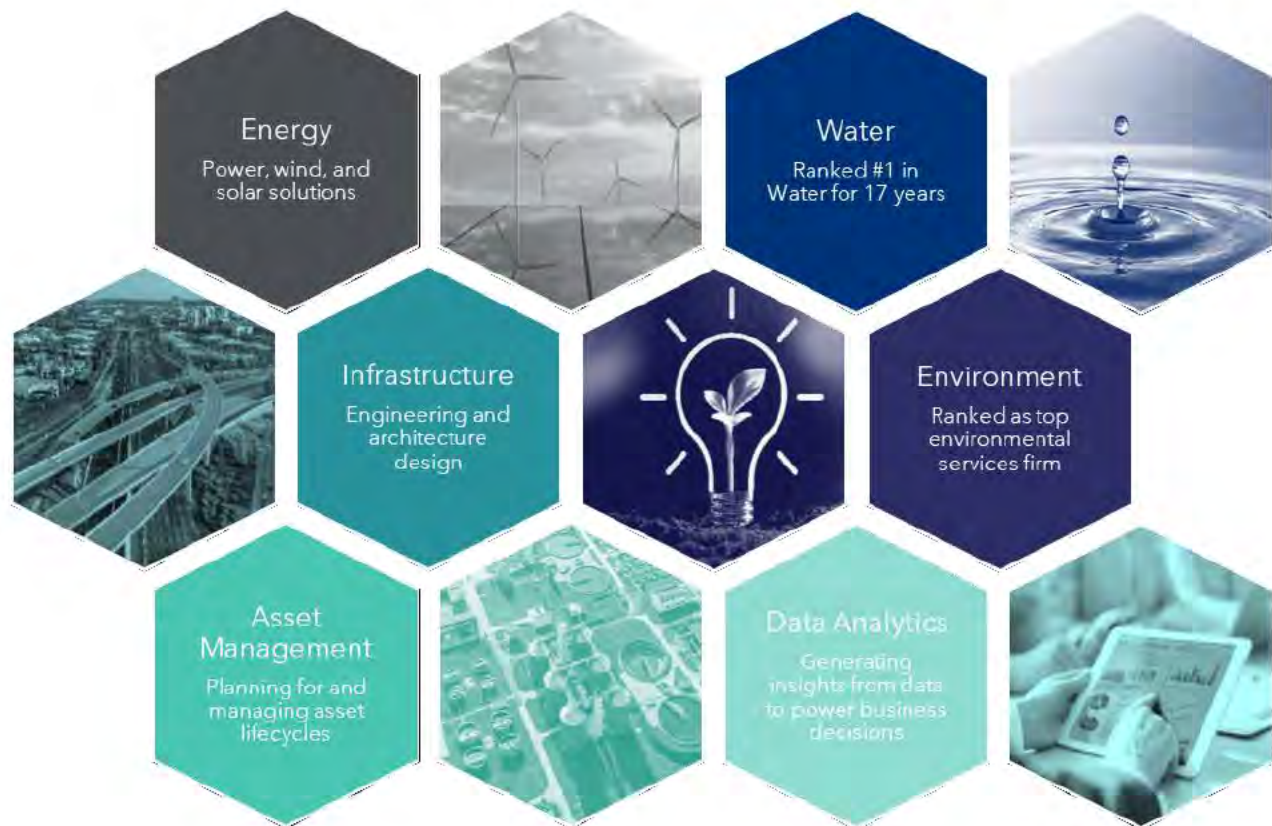 Energy
Power, wind, and
solar solutions
Water
Ranked #1 in
Water for 17 years
Infrastructure
Engineering and
architecture
design
Environment
Ranked as top
environmental
services firm
Asset
Management
Planning for and
managing asset
lifecycles
Data Analytics
Generating
insights from data
to power business
decisions